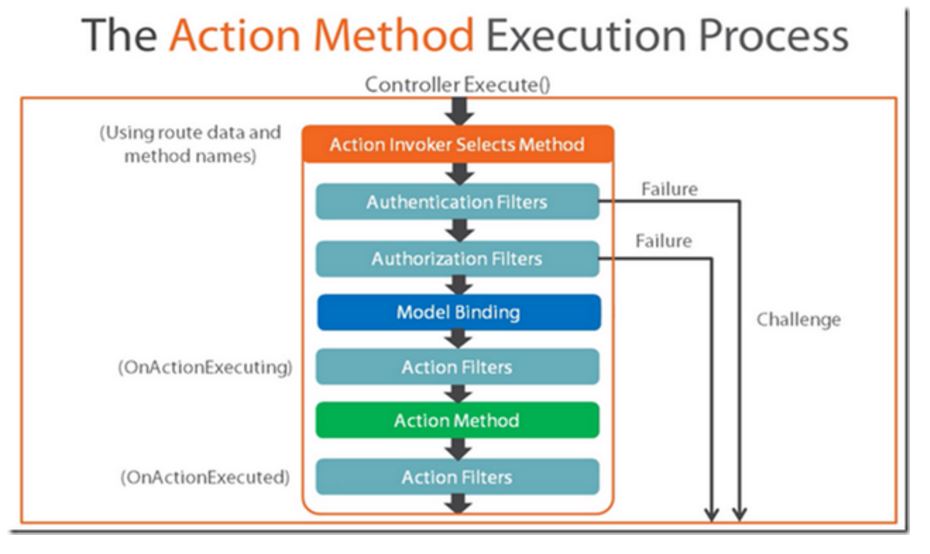 The Action Method Execution Process
Controller Execute()
(Using route data and
method names)
Action Invoker Selects Method
Authentication Filters
Failure
Authorization Filters
Failure
Model Binding
Challenge
(OnActionExecuting)
Action Filters
Action Method
(OnActionExecuted)
Action Filters